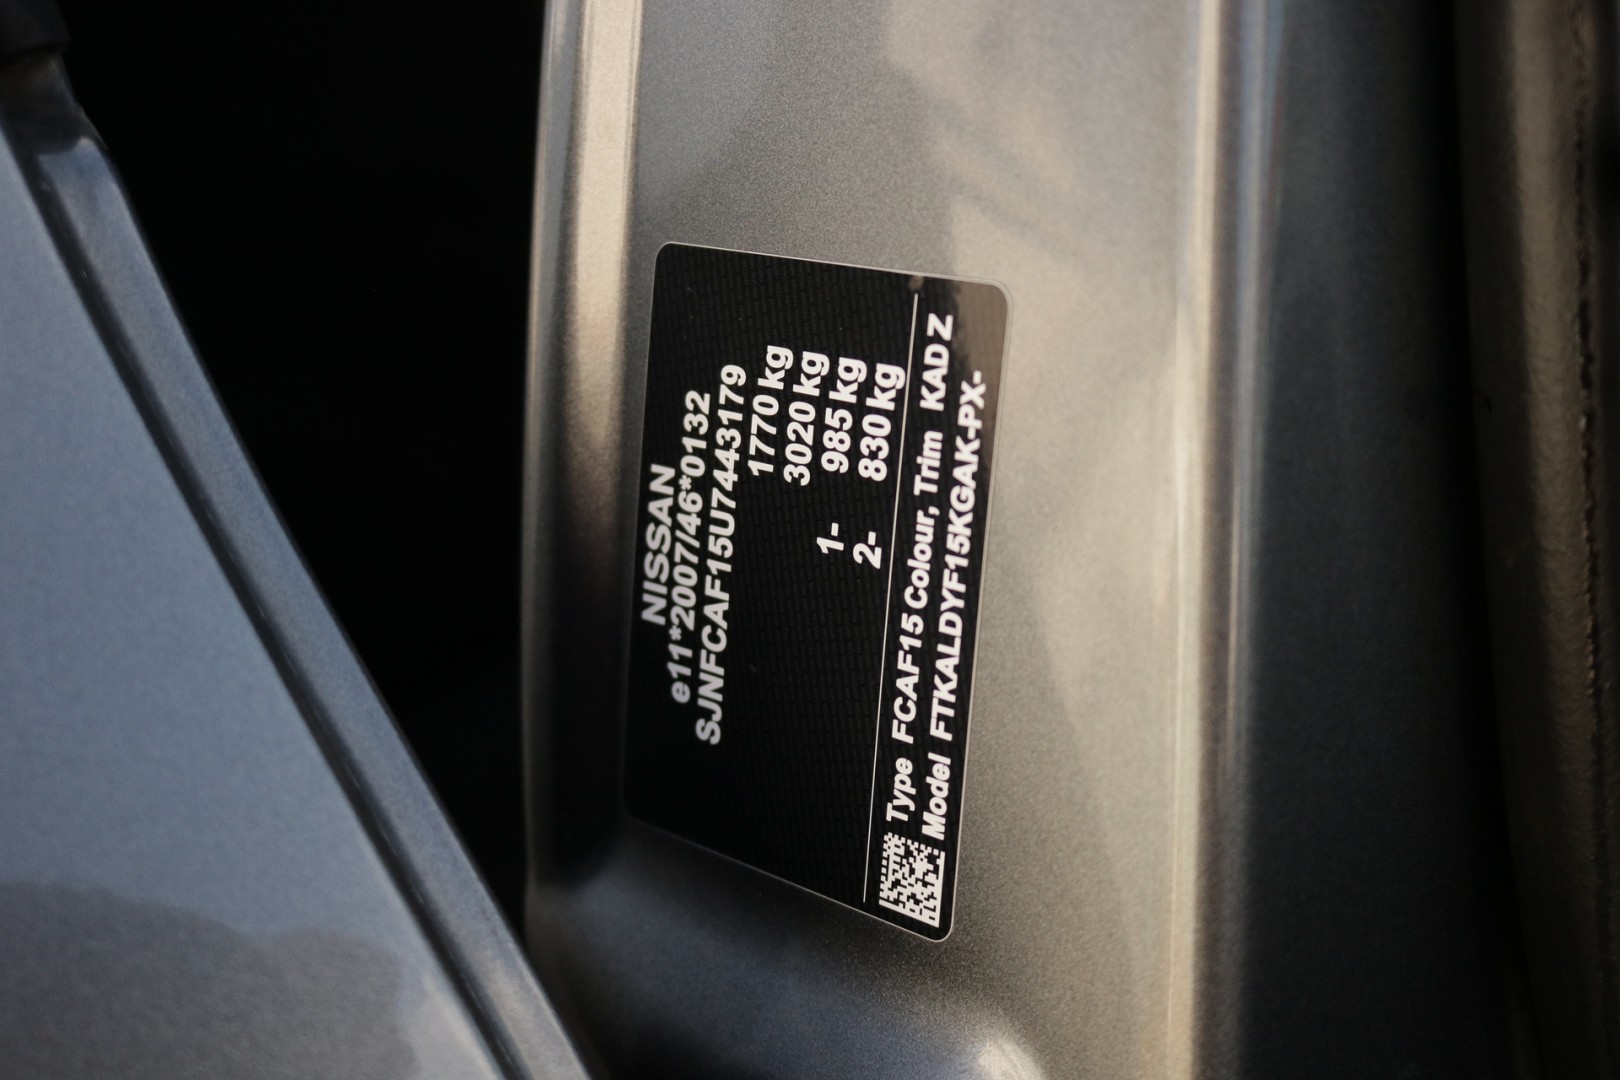 NISSAN
e11*2007/46*0132
SJNFCAF15U7443179
1770 kg
3020 kg
1- 985 kg
2- 830 kg
Type FCAF15 Colour, Trim KAD Z
Model FTKALDYF15KGAK-PX-